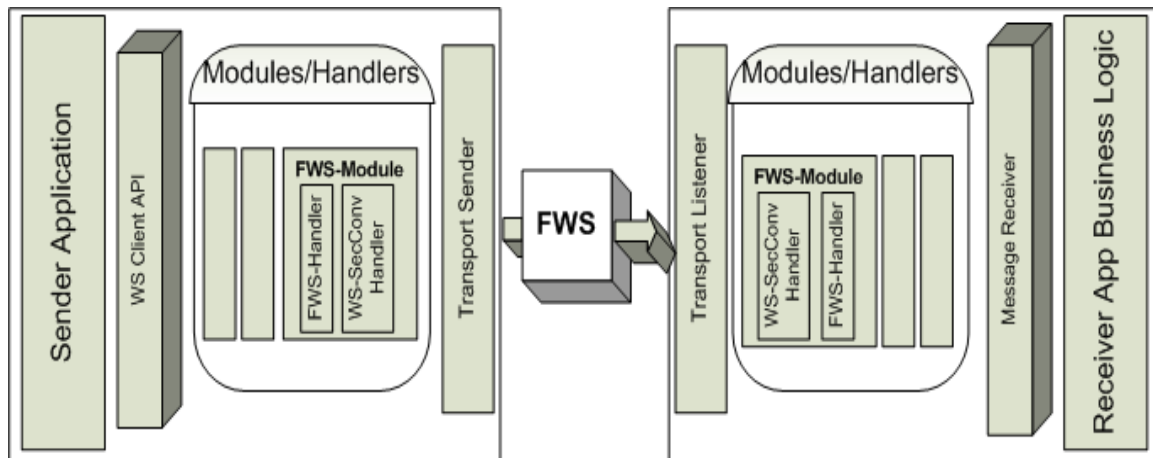 Sender Application
WS Client API
Modules/Handlers
FWS-Module
FWS-Handler
WS-SecConv
Handler
Transport Sender
FWS
Transport Listener
Modules/Handlers
FWS-Module
WS-SecConv
Handler
FWS-Handler
Message Receiver
Receiver App Business Logic